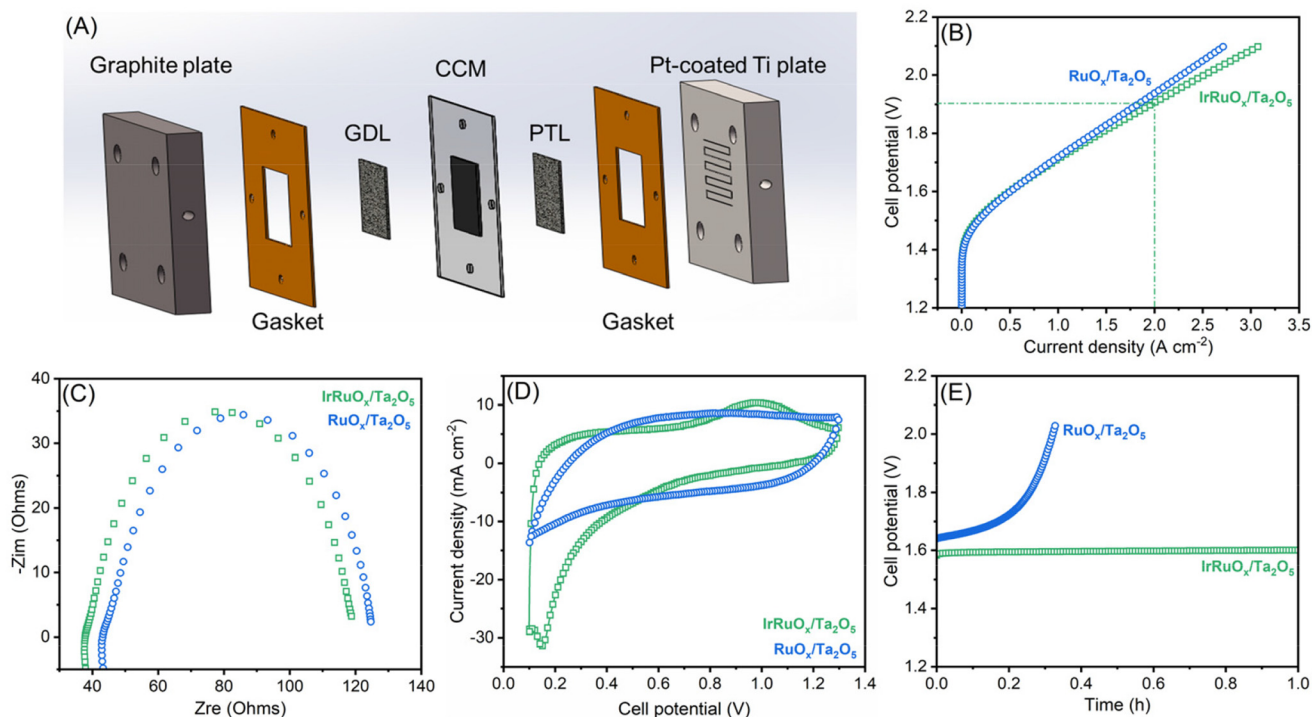 (A)
Graphite plate
Gasket
GDL
CCM
PTL
Gasket
Pt-coated Ti plate
(B)
RuOₓ/Ta₂O₅
IrRuOₓ/Ta₂O₅
Cell potential (V)
2.2
2.0
1.8
1.6
1.4
1.2
0.0 0.5 1.0 1.5 2.0 2.5 3.0 3.5
Current density (A cm⁻²)
(C)
IrRuOₓ/Ta₂O₅
RuOₓ/Ta₂O₅
-Zim (Ohms)
40
30
20
10
0
40 60 80 100 120 140
Zre (Ohms)
(D)
IrRuOₓ/Ta₂O₅
RuOₓ/Ta₂O₅
Current density (mA cm⁻²)
20
10
0
-10
-20
-30
0.0 0.2 0.4 0.6 0.8 1.0 1.2 1.4
Cell potential (V)
(E)
RuOₓ/Ta₂O₅
IrRuOₓ/Ta₂O₅
Cell potential (V)
2.2
2.0
1.8
1.6
1.4
1.2
0.0 0.2 0.4 0.6 0.8 1.0
Time (h)